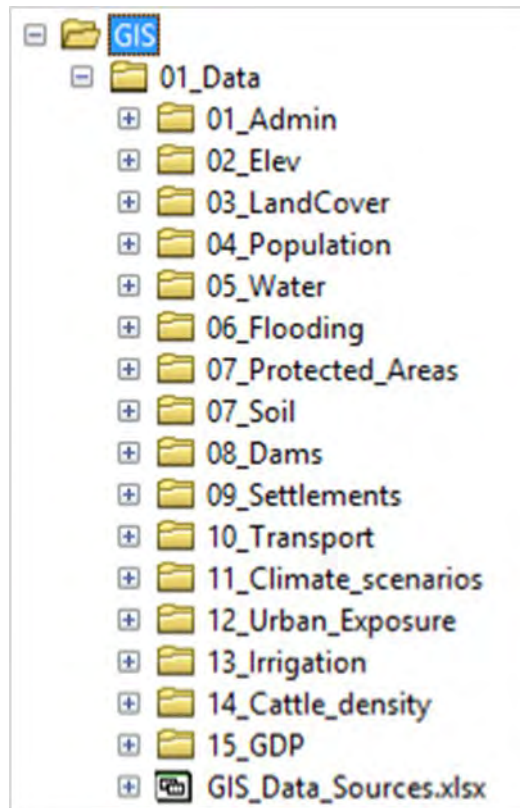 GIS
01_Data
01_Admin
02_Elev
03_LandCover
04_Population
05_Water
06_Flooding
07_Protected_Areas
07_Soil
08_Dams
09_Settlements
10_Transport
11_Climate_scenarios
12_Urban_Exposure
13_Irrigation
14_Cattle_density
15_GDP
GIS_Data_Sources.xlsx